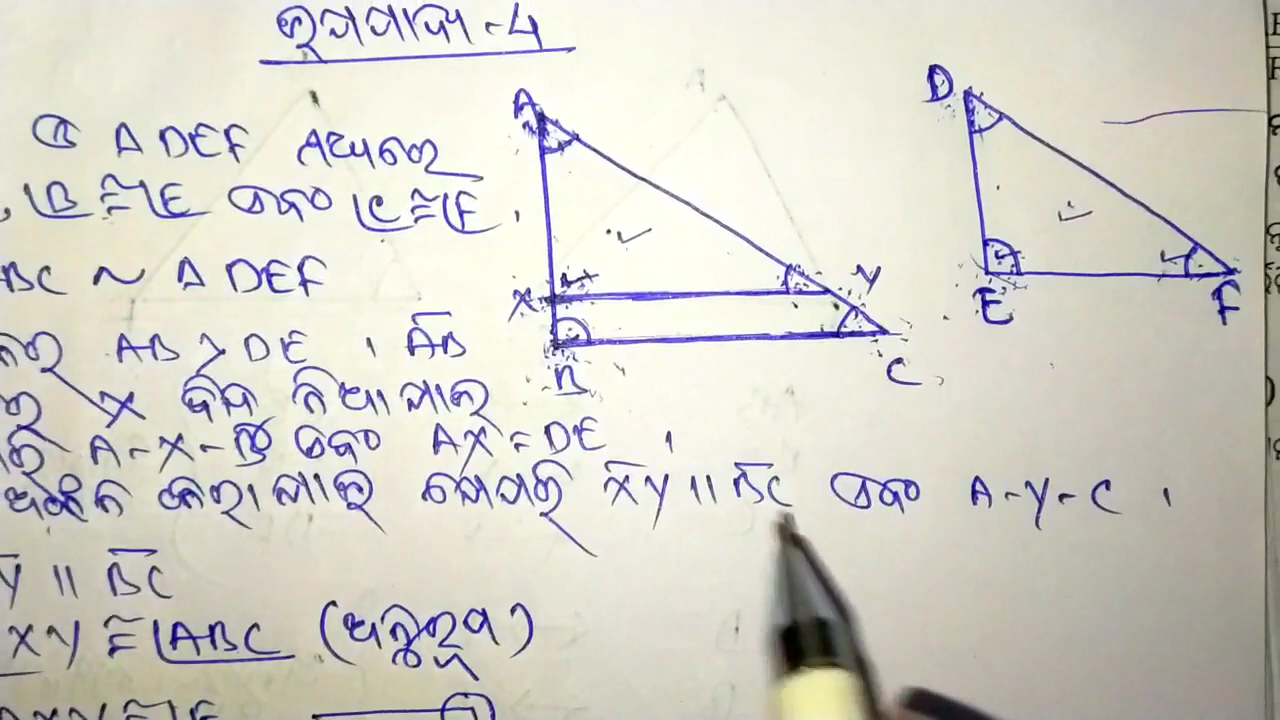 ଉପପାଦ୍ୟ - 4
ଓ Δ DEF ମଧ୍ୟରେ
, ∠B ≅ ∠E ଏବଂ ∠C ≅ ∠F ,
BC ~ Δ DEF
AB > DE । AB
X ବିନ୍ଦୁ ନିଆଯାଉ
A-X-B ଏବଂ AX = DE ।
ଅଙ୍କନ କରାଯାଉ ଯେପରି XY || BC ଏବଂ A-Y-C ।
Y || BC
XY ≅ ∠ABC (ଅନୁରୂପ)
A
B
C
X
Y
D
E
F